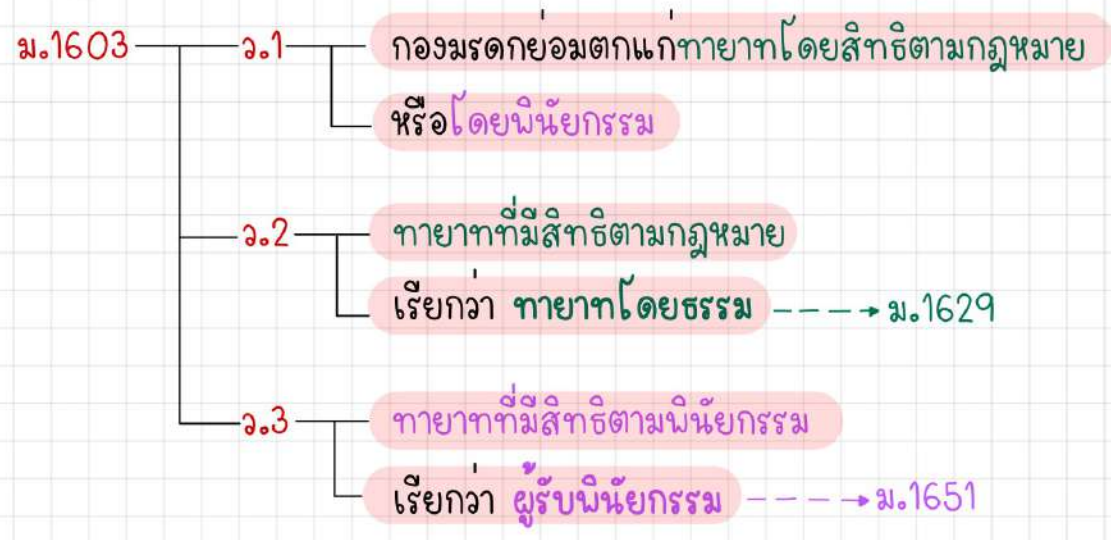 ม.1603 ว.1 กองมรดกย่อมตกแก่ทายาทโดยสิทธิตามกฎหมาย
หรือโดยพินัยกรรม
ว.2 ทายาทที่มีสิทธิตามกฎหมาย
เรียกว่า ทายาทโดยธรรม → ม.1629
ว.3 ทายาทที่มีสิทธิตามพินัยกรรม
เรียกว่า ผู้รับพินัยกรรม → ม.1651